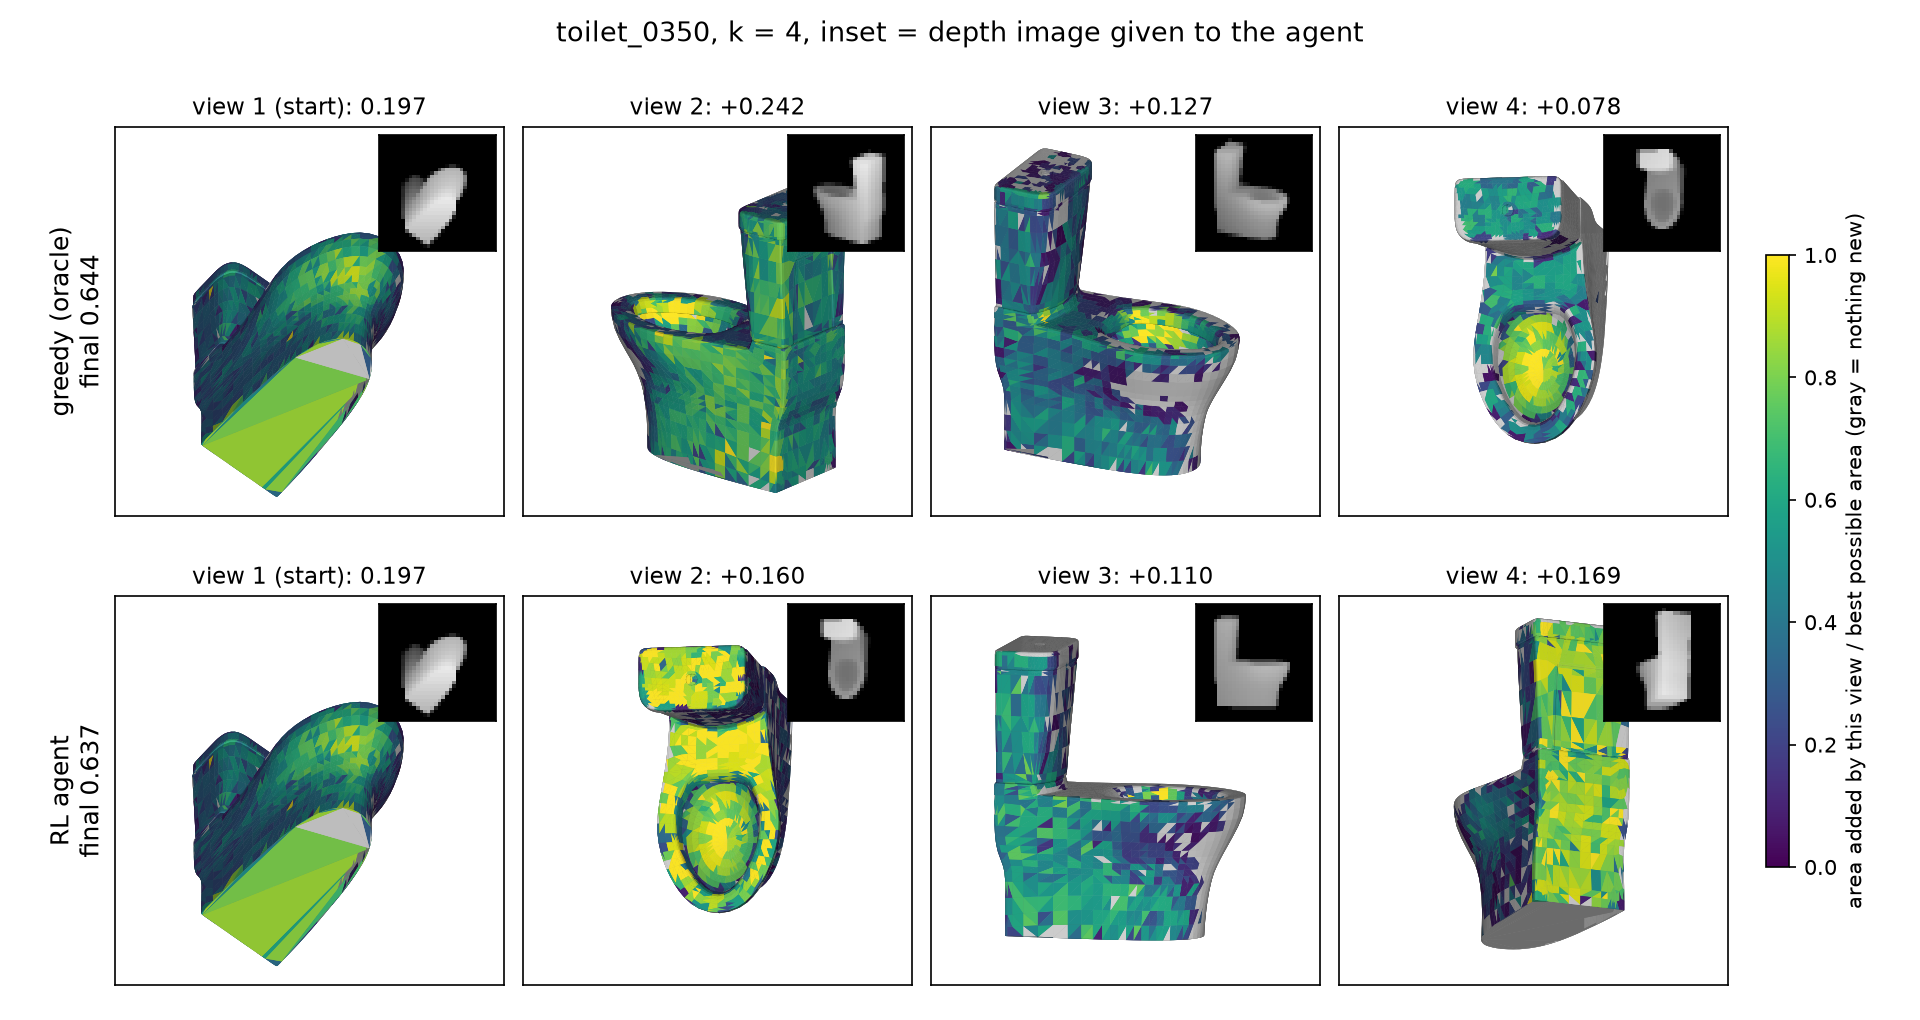 toilet_0350, k = 4, inset = depth image given to the agent
greedy (oracle)
final 0.644
view 1 (start): 0.197
view 2: +0.242
view 3: +0.127
view 4: +0.078
RL agent
final 0.637
view 1 (start): 0.197
view 2: +0.160
view 3: +0.110
view 4: +0.169
1.0
0.8
0.6
0.4
0.2
0.0
area added by this view / best possible area (gray = nothing new)